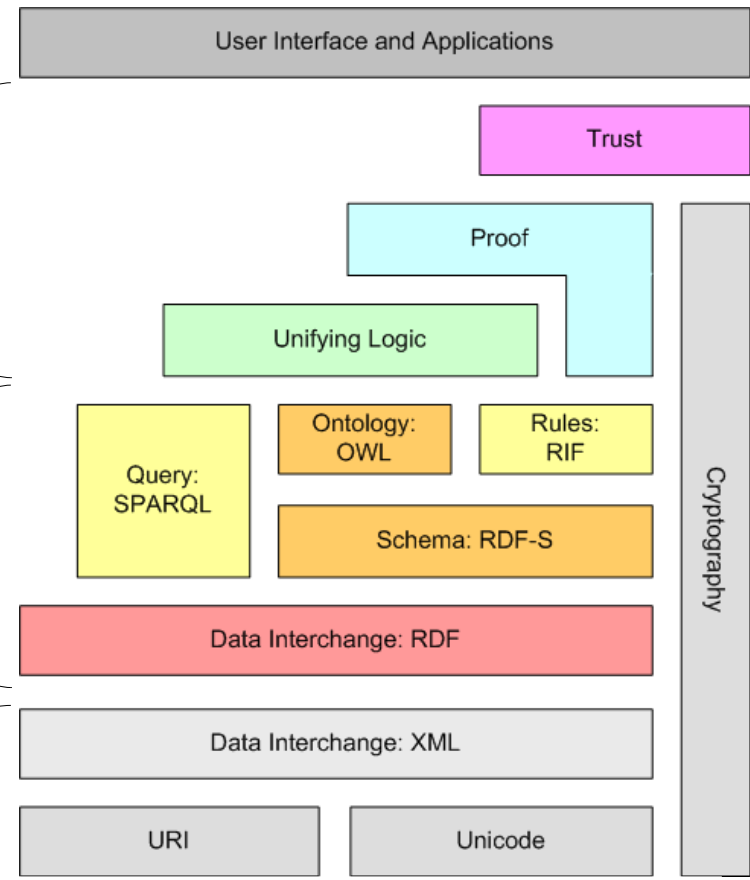 User Interface and Applications
Trust
Proof
Unifying Logic
Ontology:
OWL
Rules:
RIF
Query:
SPARQL
Schema: RDF-S
Cryptography
Data Interchange: RDF
Data Interchange: XML
URI
Unicode